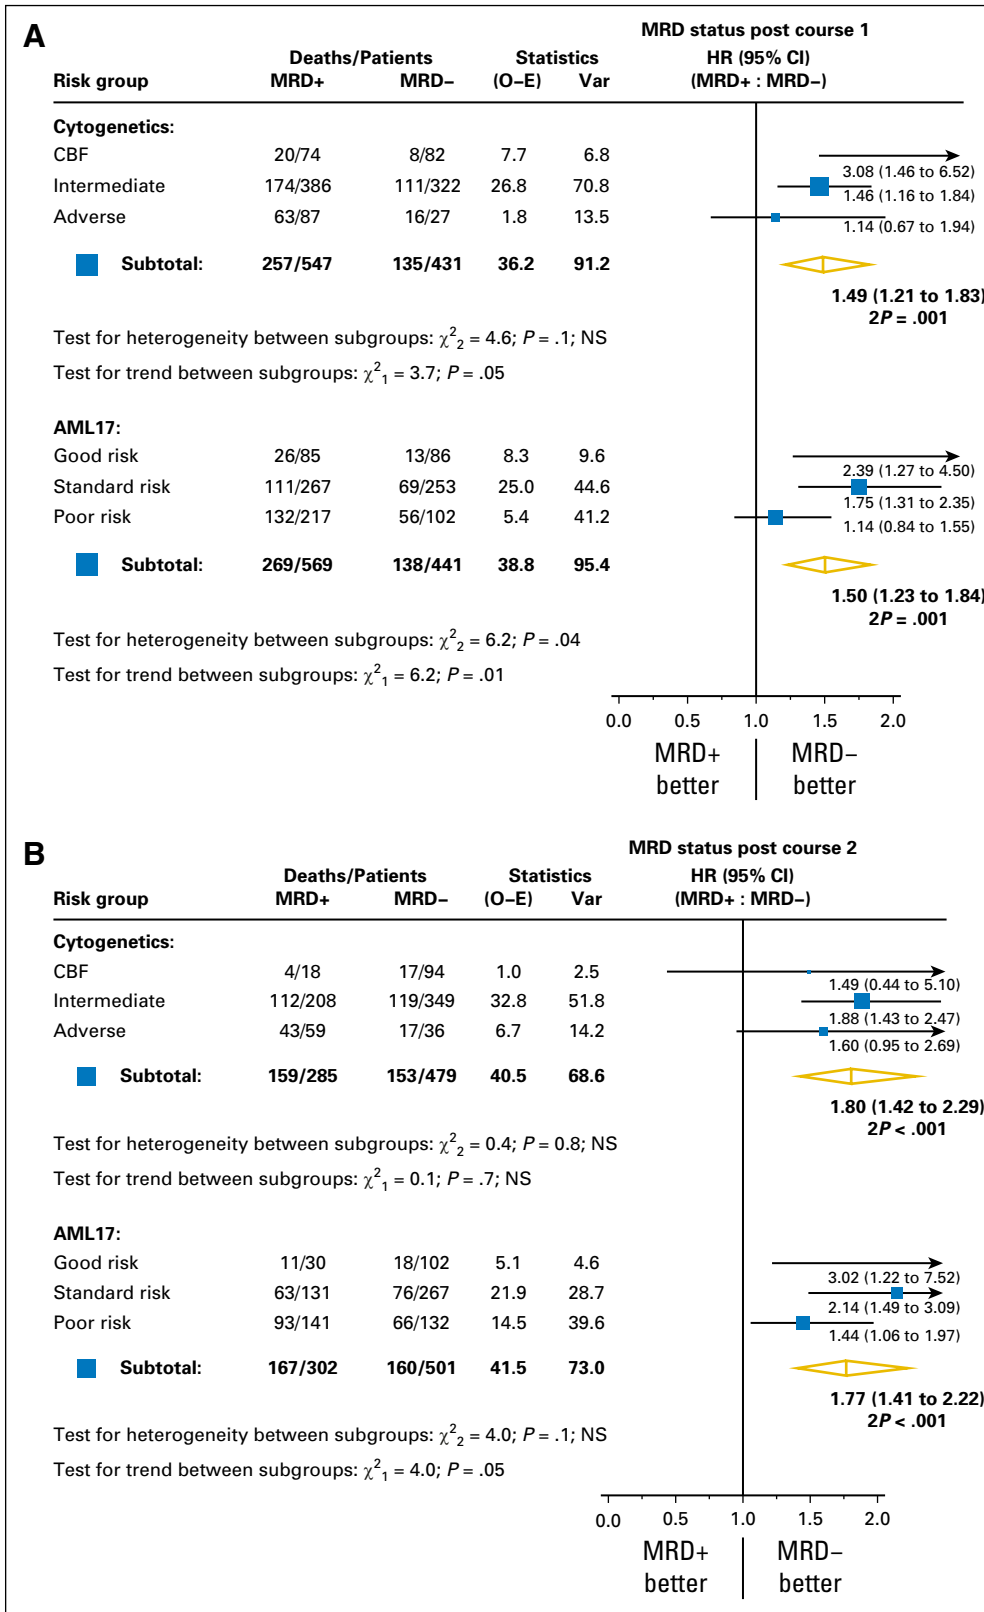 A
MRD status post course 1
Deaths/Patients Statistics HR (95% CI)
Risk group MRD+ MRD− (O−E) Var (MRD+ : MRD−)
Cytogenetics:
CBF 20/74 8/82 7.7 6.8
3.08 (1.46 to 6.52)
Intermediate 174/386 111/322 26.8 70.8
1.46 (1.16 to 1.84)
Adverse 63/87 16/27 1.8 13.5
1.14 (0.67 to 1.94)
Subtotal: 257/547 135/431 36.2 91.2
1.49 (1.21 to 1.83)
2P = .001
Test for heterogeneity between subgroups: χ²₂ = 4.6; P = .1; NS
Test for trend between subgroups: χ²₁ = 3.7; P = .05
AML17:
Good risk 26/85 13/86 8.3 9.6
2.39 (1.27 to 4.50)
Standard risk 111/267 69/253 25.0 44.6
1.75 (1.31 to 2.35)
Poor risk 132/217 56/102 5.4 41.2
1.14 (0.84 to 1.55)
Subtotal: 269/569 138/441 38.8 95.4
1.50 (1.23 to 1.84)
2P = .001
Test for heterogeneity between subgroups: χ²₂ = 6.2; P = .04
Test for trend between subgroups: χ²₁ = 6.2; P = .01
0.0 0.5 1.0 1.5 2.0
MRD+ MRD−
better better
B
MRD status post course 2
Deaths/Patients Statistics HR (95% CI)
Risk group MRD+ MRD− (O−E) Var (MRD+ : MRD−)
Cytogenetics:
CBF 4/18 17/94 1.0 2.5
1.49 (0.44 to 5.10)
Intermediate 112/208 119/349 32.8 51.8
1.88 (1.43 to 2.47)
Adverse 43/59 17/36 6.7 14.2
1.60 (0.95 to 2.69)
Subtotal: 159/285 153/479 40.5 68.6
1.80 (1.42 to 2.29)
2P < .001
Test for heterogeneity between subgroups: χ²₂ = 0.4; P = 0.8; NS
Test for trend between subgroups: χ²₁ = 0.1; P = .7; NS
AML17:
Good risk 11/30 18/102 5.1 4.6
3.02 (1.22 to 7.52)
Standard risk 63/131 76/267 21.9 28.7
2.14 (1.49 to 3.09)
Poor risk 93/141 66/132 14.5 39.6
1.44 (1.06 to 1.97)
Subtotal: 167/302 160/501 41.5 73.0
1.77 (1.41 to 2.22)
2P < .001
Test for heterogeneity between subgroups: χ²₂ = 4.0; P = .1; NS
Test for trend between subgroups: χ²₁ = 4.0; P = .05
0.0 0.5 1.0 1.5 2.0
MRD+ MRD−
better better